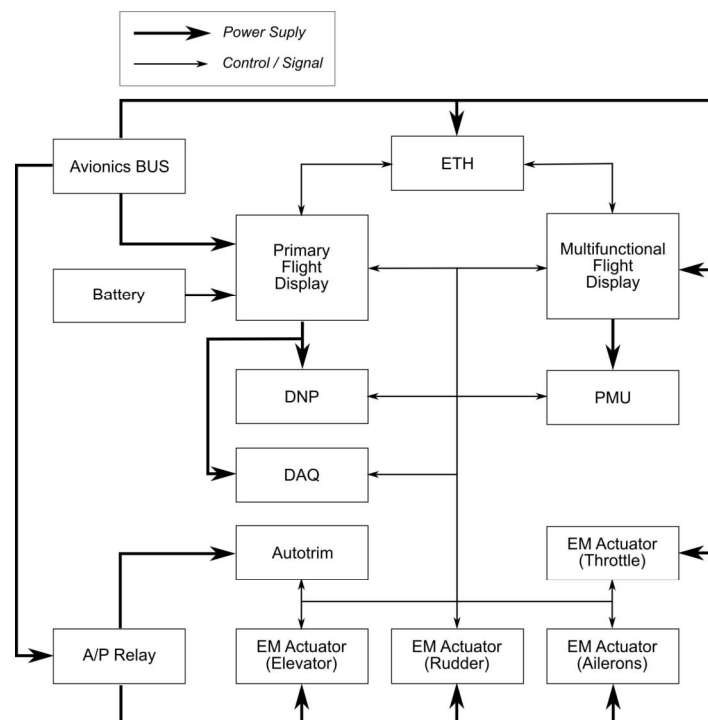 Power Suply
Control / Signal
Avionics BUS
ETH
Primary
Flight
Display
Multifunctional
Flight
Display
Battery
DNP
PMU
DAQ
Autotrim
EM Actuator
(Throttle)
A/P Relay
EM Actuator
(Elevator)
EM Actuator
(Rudder)
EM Actuator
(Ailerons)